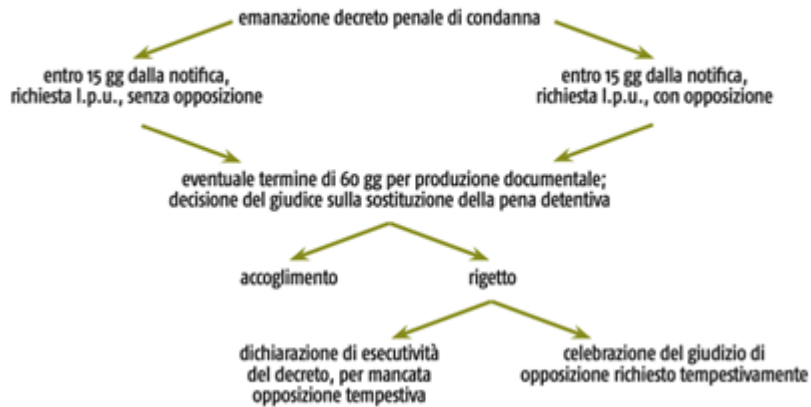 emanazione decreto penale di condanna
entro 15 gg dalla notifica,
richiesta l.p.u., senza opposizione
entro 15 gg dalla notifica,
richiesta l.p.u., con opposizione
eventuale termine di 60 gg per produzione documentale;
decisione del giudice sulla sostituzione della pena detentiva
accoglimento
rigetto
dichiarazione di esecutività
del decreto, per mancata
opposizione tempestiva
celebrazione del giudizio di
opposizione richiesto tempestivamente